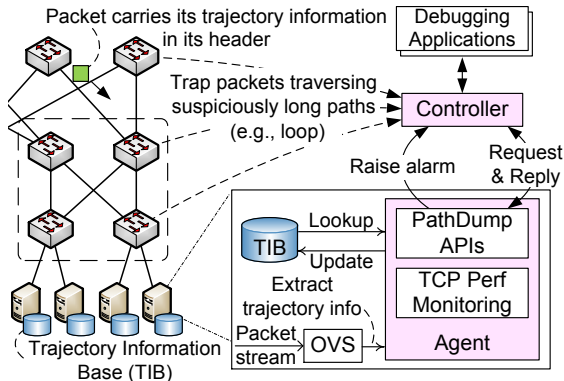 Packet carries its trajectory information
in its header
Debugging
Applications
Trap packets traversing
suspiciously long paths
(e.g., loop)
Controller
Raise alarm
Request
& Reply
Lookup
TIB
Update
PathDump
APIs
Extract
trajectory info
TCP Perf
Monitoring
Packet
stream
OVS
Agent
Trajectory Information
Base (TIB)